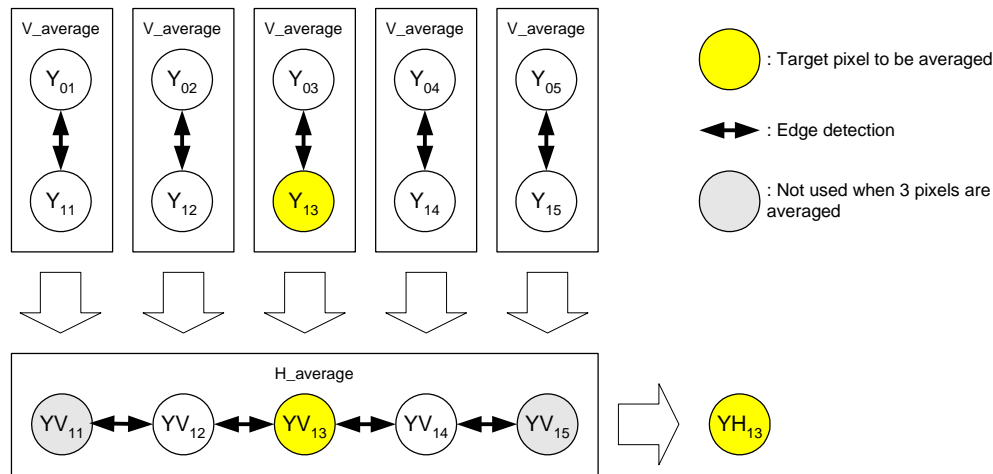 V_average V_average V_average V_average V_average
Y01 Y02 Y03 Y04 Y05
Y11 Y12 Y13 Y14 Y15
: Target pixel to be averaged
: Edge detection
: Not used when 3 pixels are
averaged
H_average
YV11 YV12 YV13 YV14 YV15
YH13